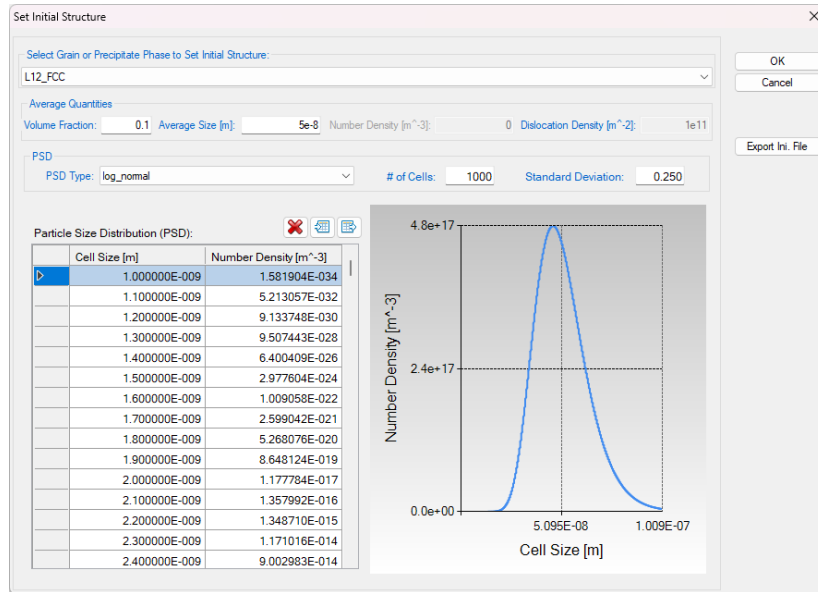 Set Initial Structure
Select Grain or Precipitate Phase to Set Initial Structure:
L12_FCC
OK
Cancel
Export Ini. File
Average Quantities
Volume Fraction: 0.1 Average Size [m]: 5e-8 Number Density [m^-3]: 0 Dislocation Density [m^-2]: 1e11
PSD
PSD Type: log_normal # of Cells: 1000 Standard Deviation: 0.250
Particle Size Distribution (PSD):
Cell Size [m] Number Density [m^-3]
1.000000E-009 1.581904E-034
1.100000E-009 5.213057E-032
1.200000E-009 9.133748E-030
1.300000E-009 9.507443E-028
1.400000E-009 6.400409E-026
1.500000E-009 2.977604E-024
1.600000E-009 1.009058E-022
1.700000E-009 2.599042E-021
1.800000E-009 5.268076E-020
1.900000E-009 8.648124E-019
2.000000E-009 1.177784E-017
2.100000E-009 1.357992E-016
2.200000E-009 1.348710E-015
2.300000E-009 1.171016E-014
2.400000E-009 9.002983E-014
Number Density [m^-3]
4.8e+17
2.4e+17
0.0e+00
5.095E-08 1.009E-07
Cell Size [m]